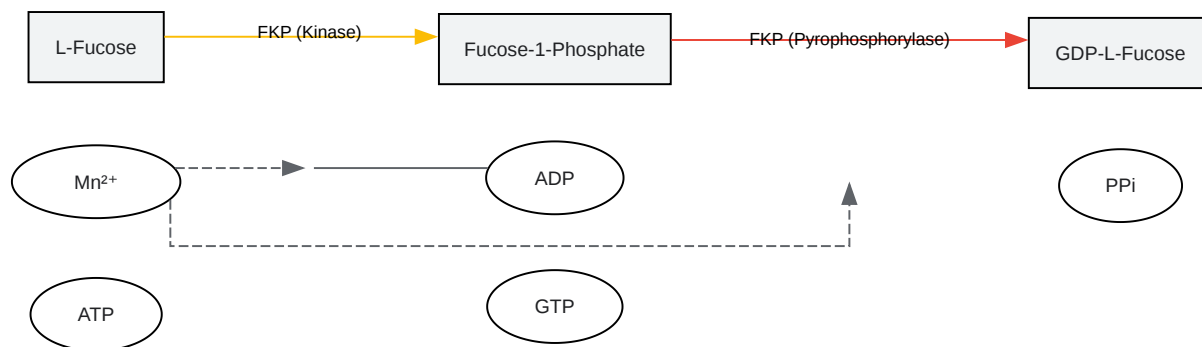 L-Fucose
FKP (Kinase)
Fucose-1-Phosphate
FKP (Pyrophosphorylase)
GDP-L-Fucose
Mn²⁺
ADP
PPi
ATP
GTP